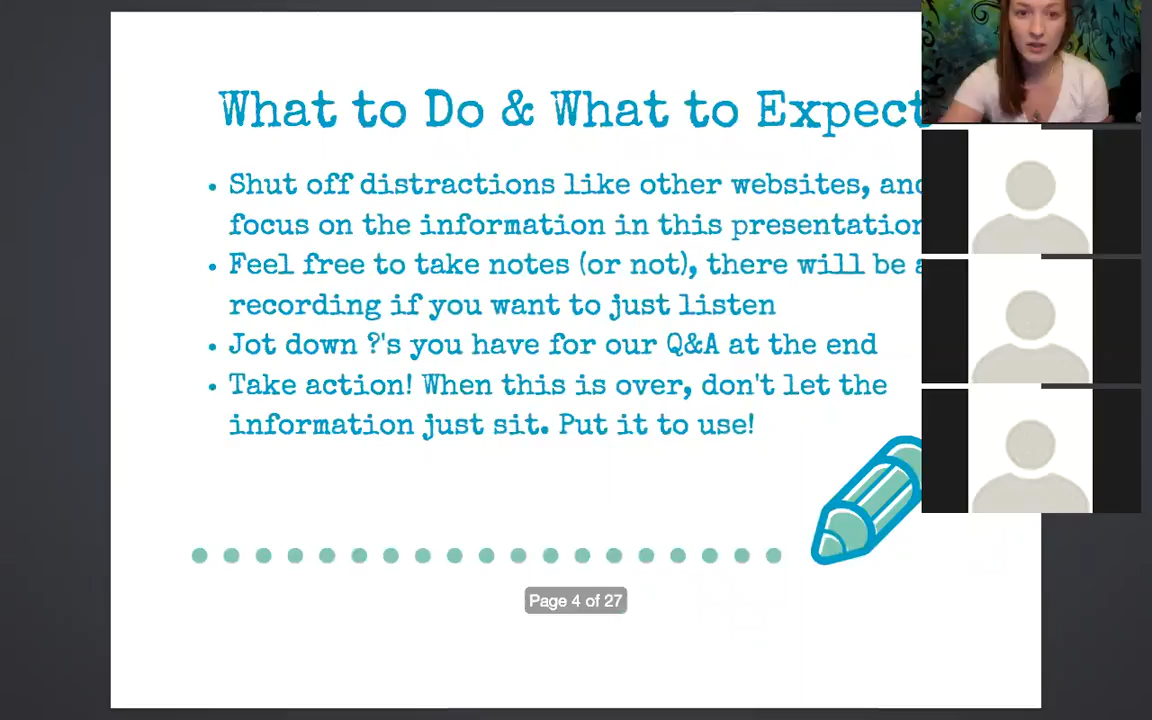 What to Do & What to Expect
• Shut off distractions like other websites, and
focus on the information in this presentation
• Feel free to take notes (or not), there will be a
recording if you want to just listen
• Jot down ?'s you have for our Q&A at the end
• Take action! When this is over, don't let the
information just sit. Put it to use!
Page 4 of 27